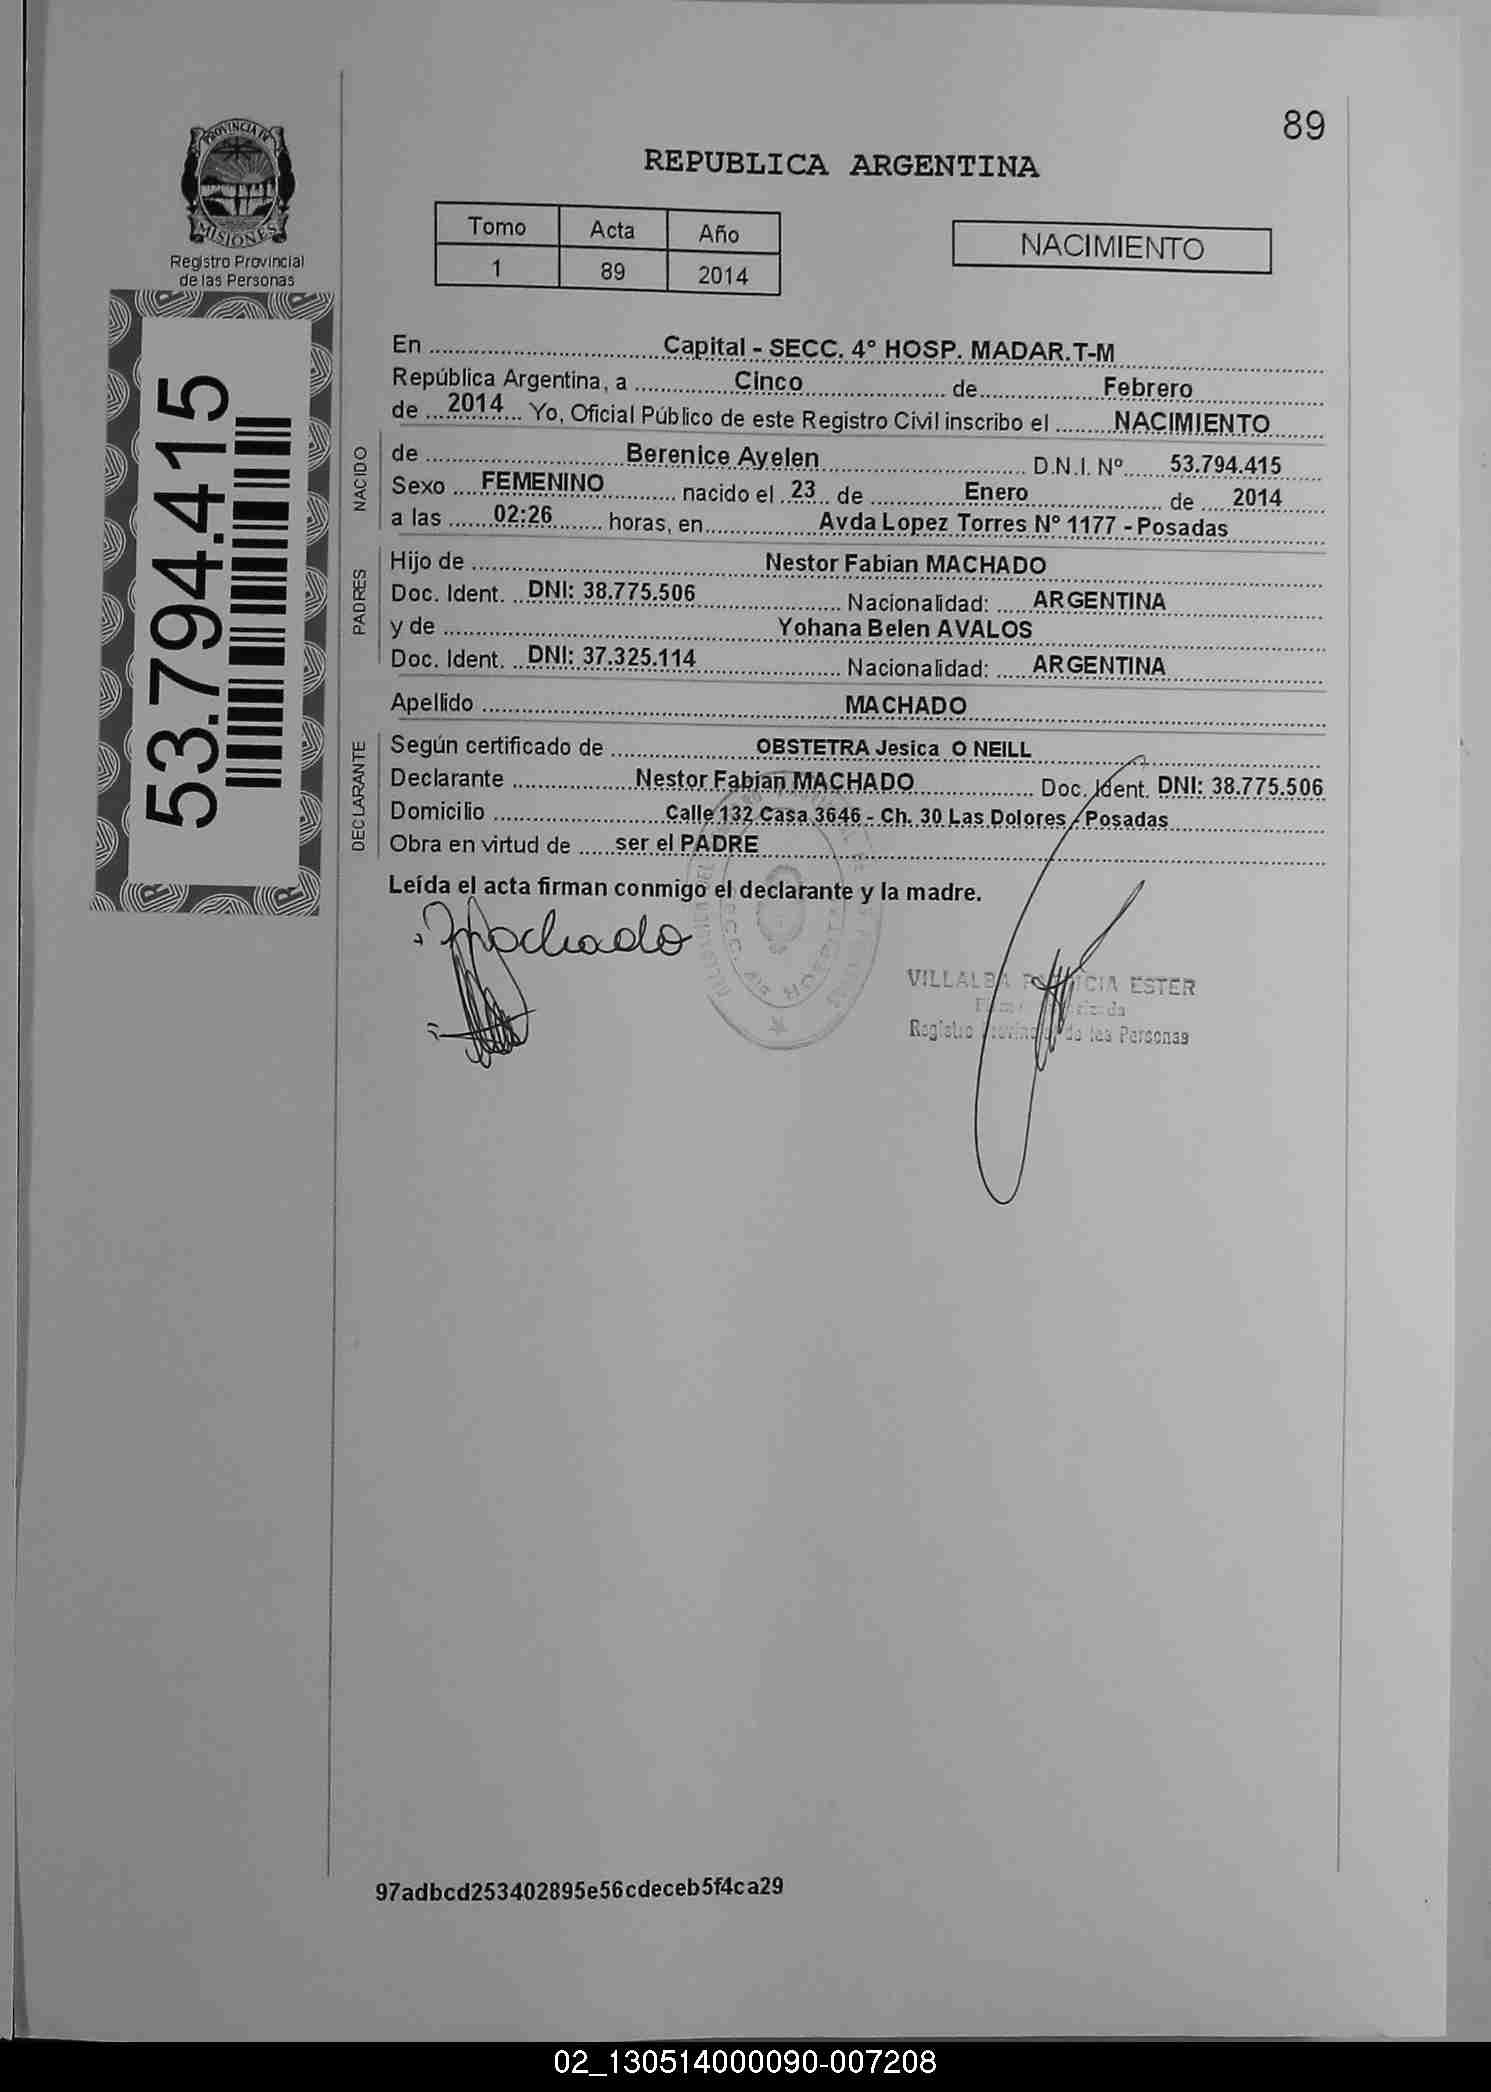 89
PROVINCIA DE
MISIONES
Registro Provincial
de las Personas
53.794.415
REPUBLICA ARGENTINA
Tomo Acta Año
1 89 2014
NACIMIENTO
En Capital - SECC. 4° HOSP. MADAR.T-M
República Argentina, a Cinco de Febrero
de 2014 Yo, Oficial Público de este Registro Civil inscribo el NACIMIENTO
NACIDO
de Berenice Ayelen D.N.I. Nº 53.794.415
Sexo FEMENINO nacido el 23 de Enero de 2014
a las 02:26 horas, en Avda Lopez Torres N° 1177 - Posadas
PADRES
Hijo de Nestor Fabian MACHADO
Doc. Ident. DNI: 38.775.506 Nacionalidad: ARGENTINA
y de Yohana Belen AVALOS
Doc. Ident. DNI: 37.325.114 Nacionalidad: ARGENTINA
Apellido MACHADO
DECLARANTE
Según certificado de OBSTETRA Jesica O NEILL
Declarante Nestor Fabian MACHADO Doc. Ident. DNI: 38.775.506
Domicilio Calle 132 Casa 3646 - Ch. 30 Las Dolores - Posadas
Obra en virtud de ser el PADRE
Leída el acta firman conmigo el declarante y la madre.
Machado
VILLALBA PATRICIA ESTER
Registro Provincial de las Personas
97adbcd253402895e56cdeceb5f4ca29
02_130514000090-007208